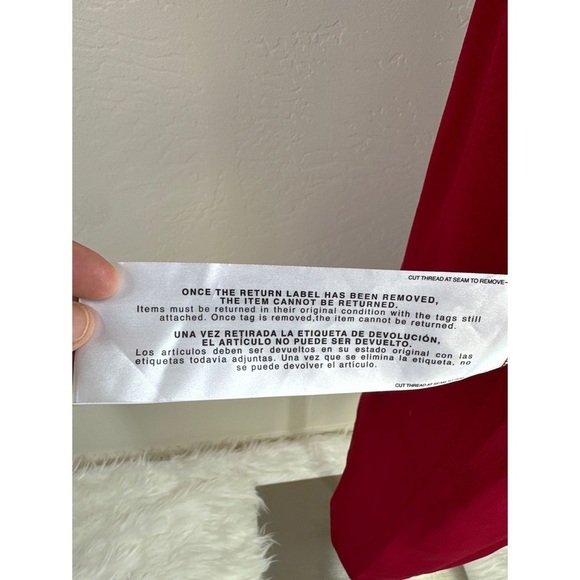 CUT THREAD AT SEAM TO REMOVE
ONCE THE RETURN LABEL HAS BEEN REMOVED,
THE ITEM CANNOT BE RETURNED.
Items must be returned in their original condition with the tags still
attached. Once tag is removed,the item cannot be returned.
UNA VEZ RETIRADA LA ETIQUETA DE DEVOLUCIÓN,
EL ARTÍCULO NO PUEDE SER DEVUELTO.
Los artículos deben ser devueltos en su estado original con las
etiquetas todavía adjuntas. Una vez que se elimina la etiqueta, no
se puede devolver el artículo.
CUT THREAD AT SEAM